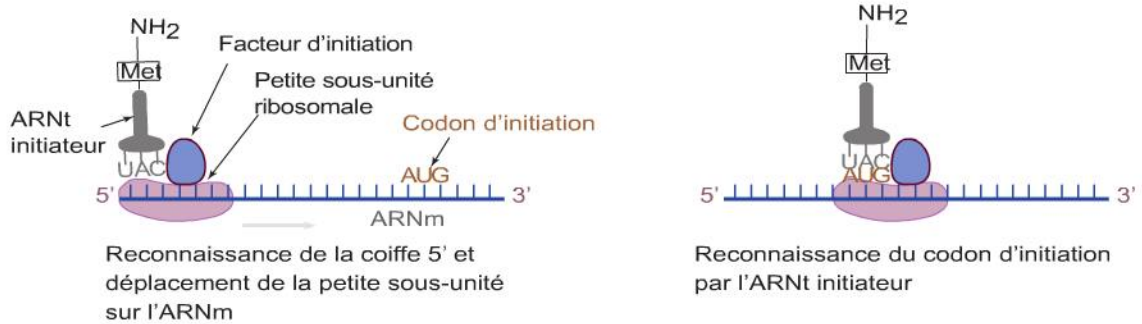 NH2
Met
ARNt
initiateur
UAC
Facteur d'initiation
Petite sous-unité
ribosomale
Codon d'initiation
AUG
5'
3'
ARNm
Reconnaissance de la coiffe 5' et
déplacement de la petite sous-unité
sur l'ARNm
NH2
Met
UAC
AUG
5'
3'
Reconnaissance du codon d'initiation
par l'ARNt initiateur